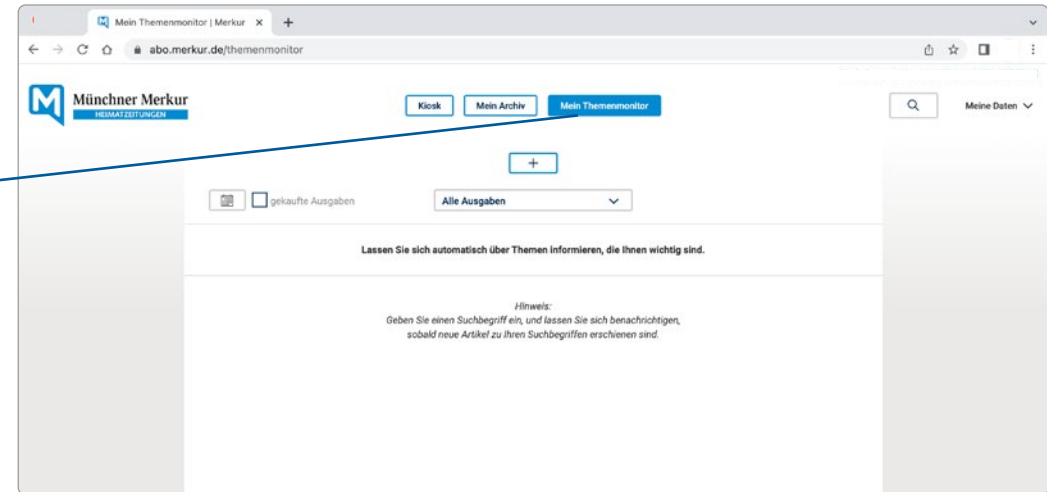 Mein Themenmonitor | Merkur
abo.merkur.de/themenmonitor
Münchner Merkur
HEIMATZEITUNGEN
Kiosk
Mein Archiv
Mein Themenmonitor
Meine Daten
+
gekaufte Ausgaben
Alle Ausgaben
Lassen Sie sich automatisch über Themen informieren, die Ihnen wichtig sind.
Hinweis:
Geben Sie einen Suchbegriff ein, und lassen Sie sich benachrichtigen,
sobald neue Artikel zu Ihren Suchbegriffen erschienen sind.